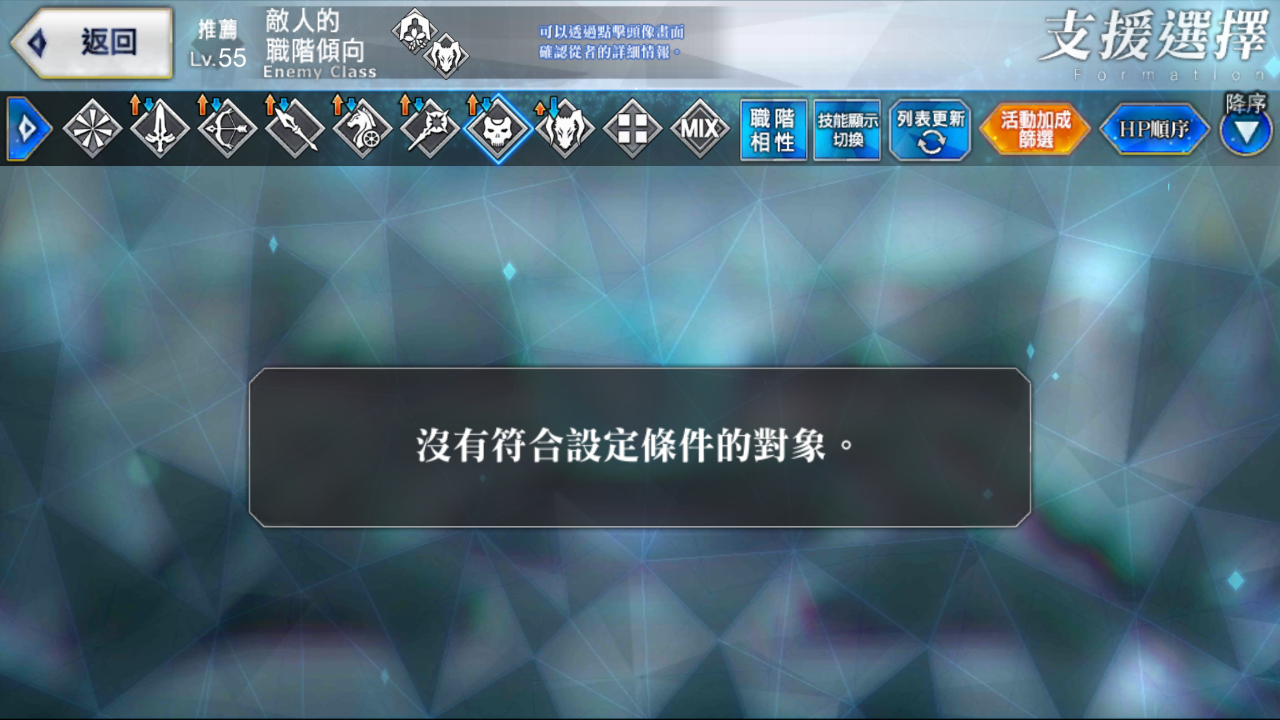 返回
推薦
Lv.55
敵人的
職階傾向
Enemy Class
可以透過點擊頭像畫面
確認從者的詳細情報。
支援選擇
Formation
MIX
職階
相性
技能顯示
切換
列表更新
活動加成
篩選
HP順序
降序
沒有符合設定條件的對象。